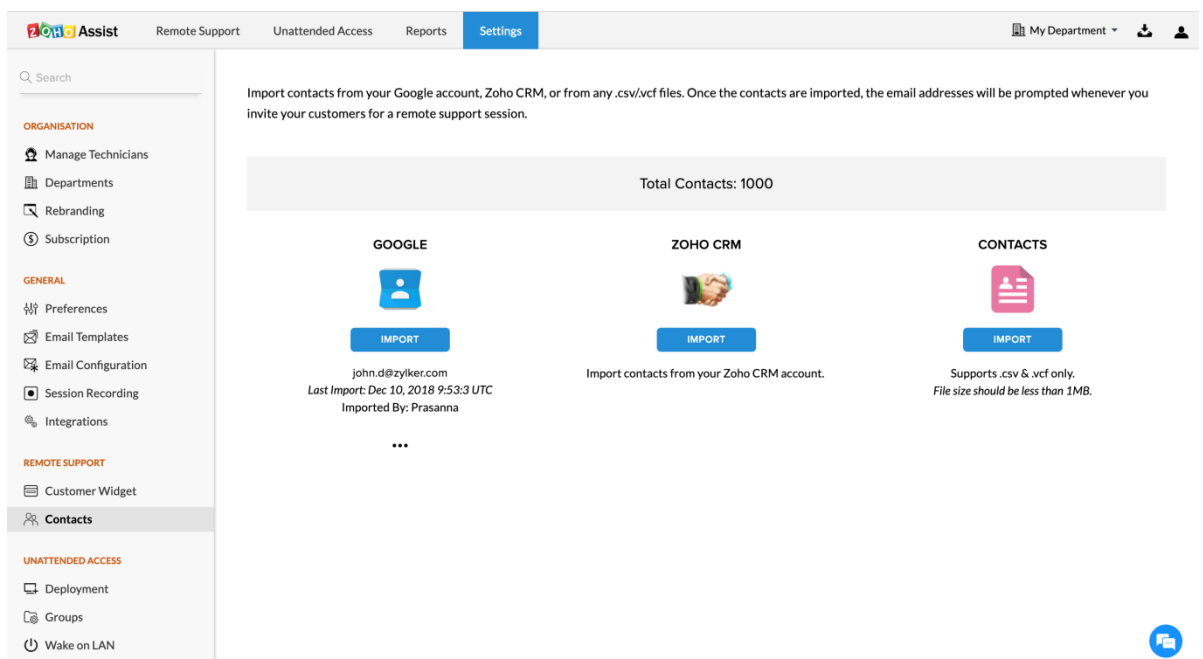 ZOHO Assist Remote Support Unattended Access Reports Settings My Department
Search
ORGANISATION
Manage Technicians
Departments
Rebranding
Subscription
GENERAL
Preferences
Email Templates
Email Configuration
Session Recording
Integrations
REMOTE SUPPORT
Customer Widget
Contacts
UNATTENDED ACCESS
Deployment
Groups
Wake on LAN
Import contacts from your Google account, Zoho CRM, or from any .csv/.vcf files. Once the contacts are imported, the email addresses will be prompted whenever you
invite your customers for a remote support session.
Total Contacts: 1000
GOOGLE
IMPORT
john.d@zylker.com
Last Import: Dec 10, 2018 9:53:3 UTC
Imported By: Prasanna
•••
ZOHO CRM
IMPORT
Import contacts from your Zoho CRM account.
CONTACTS
IMPORT
Supports .csv & .vcf only.
File size should be less than 1MB.